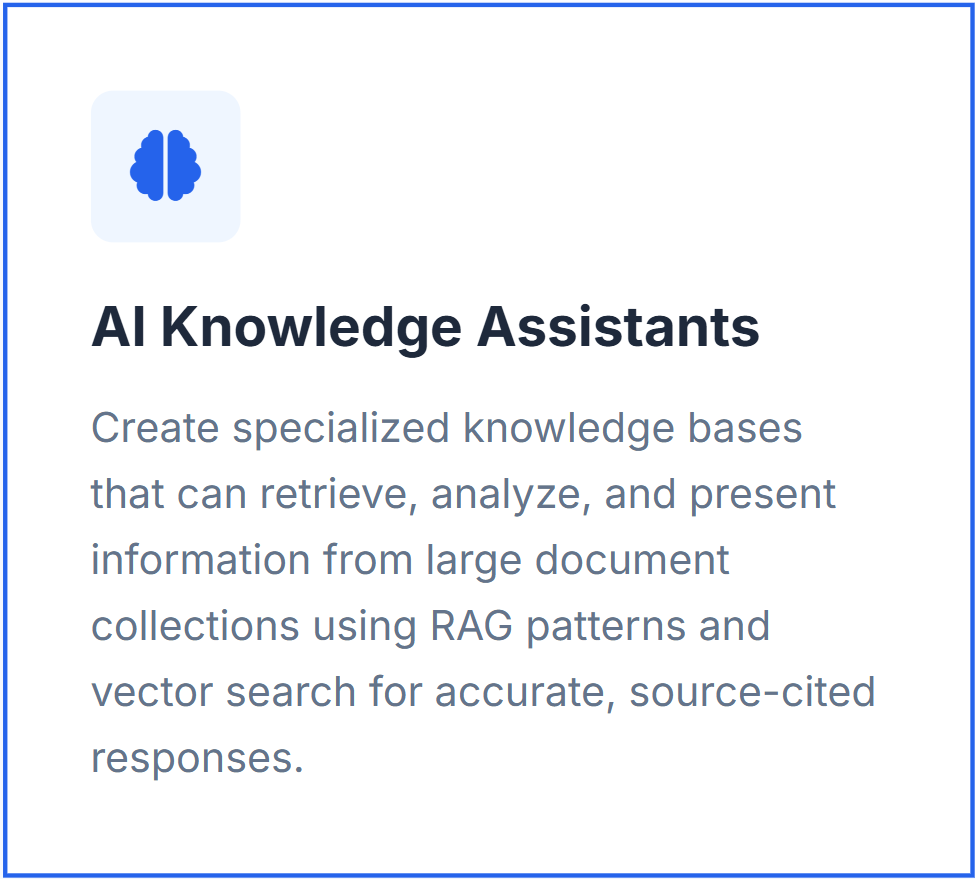 AI Knowledge Assistants
Create specialized knowledge bases
that can retrieve, analyze, and present
information from large document
collections using RAG patterns and
vector search for accurate, source-cited
responses.